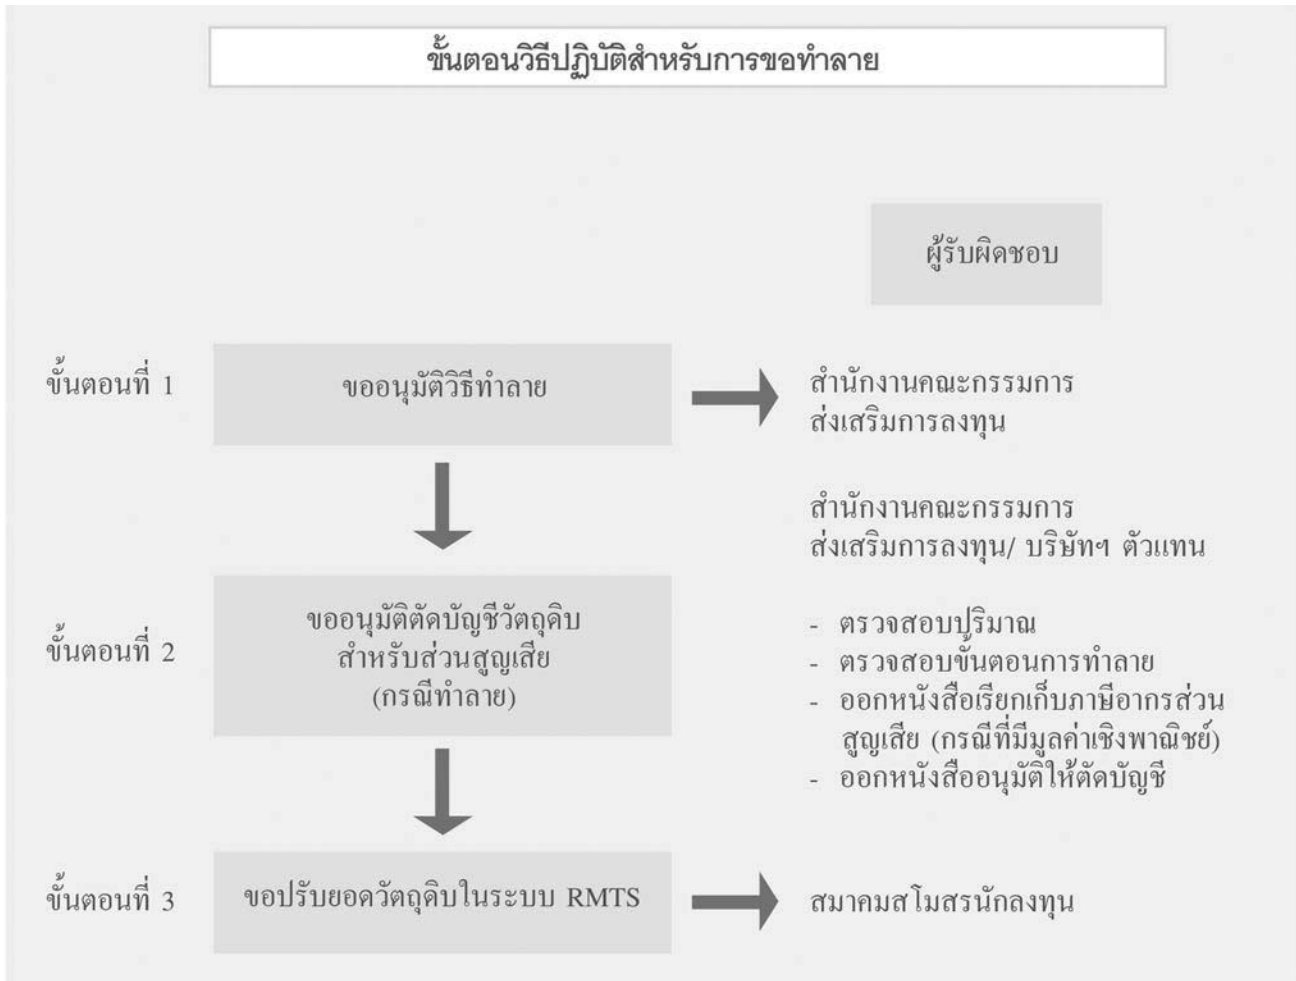 ขั้นตอนวิธีปฏิบัติสำหรับการขอทำลาย
ผู้รับผิดชอบ
ขั้นตอนที่ 1
ขออนุมัติวิธีทำลาย
สำนักงานคณะกรรมการ
ส่งเสริมการลงทุน
สำนักงานคณะกรรมการ
ส่งเสริมการลงทุน/ บริษัทฯ ตัวแทน
ขั้นตอนที่ 2
ขออนุมัติตัดบัญชีวัตถุดิบ
สำหรับส่วนสูญเสีย
(กรณีทำลาย)
- ตรวจสอบปริมาณ
- ตรวจสอบขั้นตอนการทำลาย
- ออกหนังสือเรียกเก็บภาษีอากรส่วน
สูญเสีย (กรณีที่มีมูลค่าเชิงพาณิชย์)
- ออกหนังสืออนุมัติให้ตัดบัญชี
ขั้นตอนที่ 3
ขอปรับยอดวัตถุดิบในระบบ RMTS
สมาคมสโมสรนักลงทุน